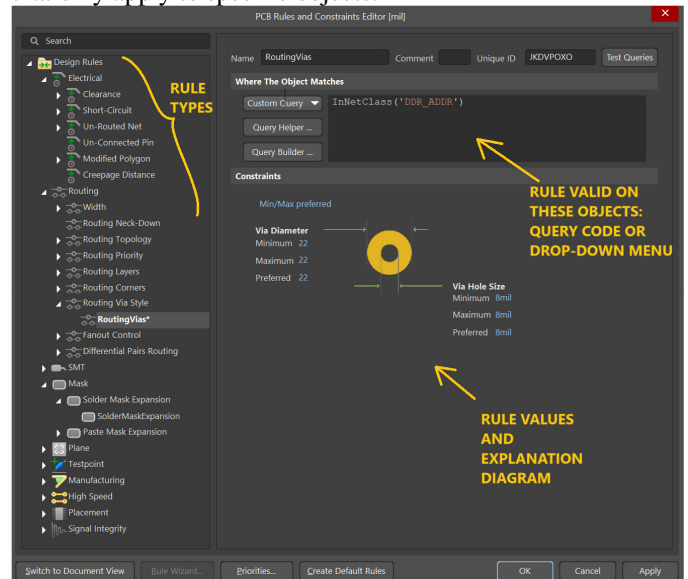 PCB Rules and Constraints Editor [mil]
Search
Design Rules
Electrical
Clearance
Short-Circuit
Un-Routed Net
Un-Connected Pin
Modified Polygon
Creepage Distance
Routing
Width
Routing Neck-Down
Routing Topology
Routing Priority
Routing Layers
Routing Corners
Routing Via Style
RoutingVias*
Fanout Control
Differential Pairs Routing
SMT
Mask
Solder Mask Expansion
SolderMaskExpansion
Paste Mask Expansion
Plane
Testpoint
Manufacturing
High Speed
Placement
Signal Integrity
RULE
TYPES
Name RoutingVias Comment Unique ID JKDVPOXO Test Queries
Where The Object Matches
Custom Query InNetClass('DDR_ADDR')
Query Helper ...
Query Builder ...
RULE VALID ON
THESE OBJECTS:
QUERY CODE OR
DROP-DOWN MENU
Constraints
Min/Max preferred
Via Diameter
Minimum 22
Maximum 22
Preferred 22
Via Hole Size
Minimum 8mil
Maximum 8mil
Preferred 8mil
RULE VALUES
AND
EXPLANATION
DIAGRAM
Switch to Document View Rule Wizard... Priorities... Create Default Rules OK Cancel Apply